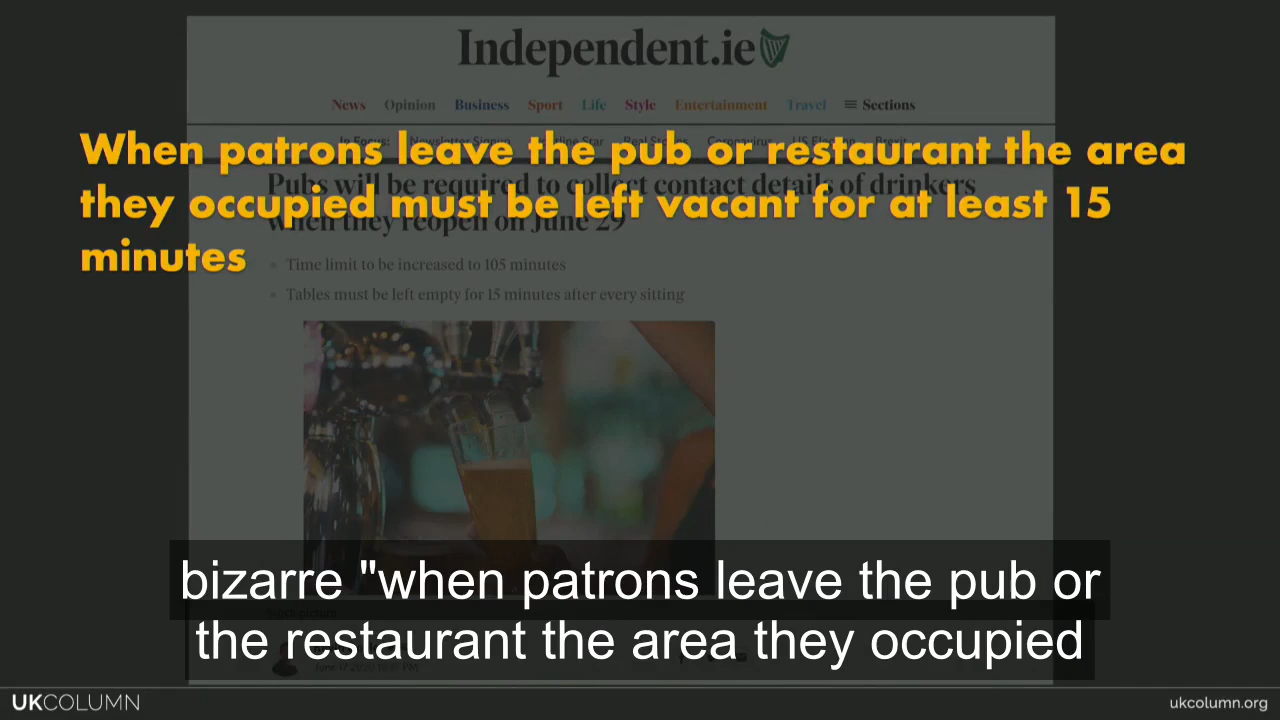 Independent.ie
News Opinion Business Sport Life Style Entertainment Travel Sections
When patrons leave the pub or restaurant the area
Pubs will be required to collect contact details of drinkers
they occupied must be left vacant for at least 15
when they reopen on June 29
minutes
Time limit to be increased to 105 minutes
Tables must be left empty for 15 minutes after every sitting
bizarre "when patrons leave the pub or
the restaurant the area they occupied
UKCOLUMN
ukcolumn.org